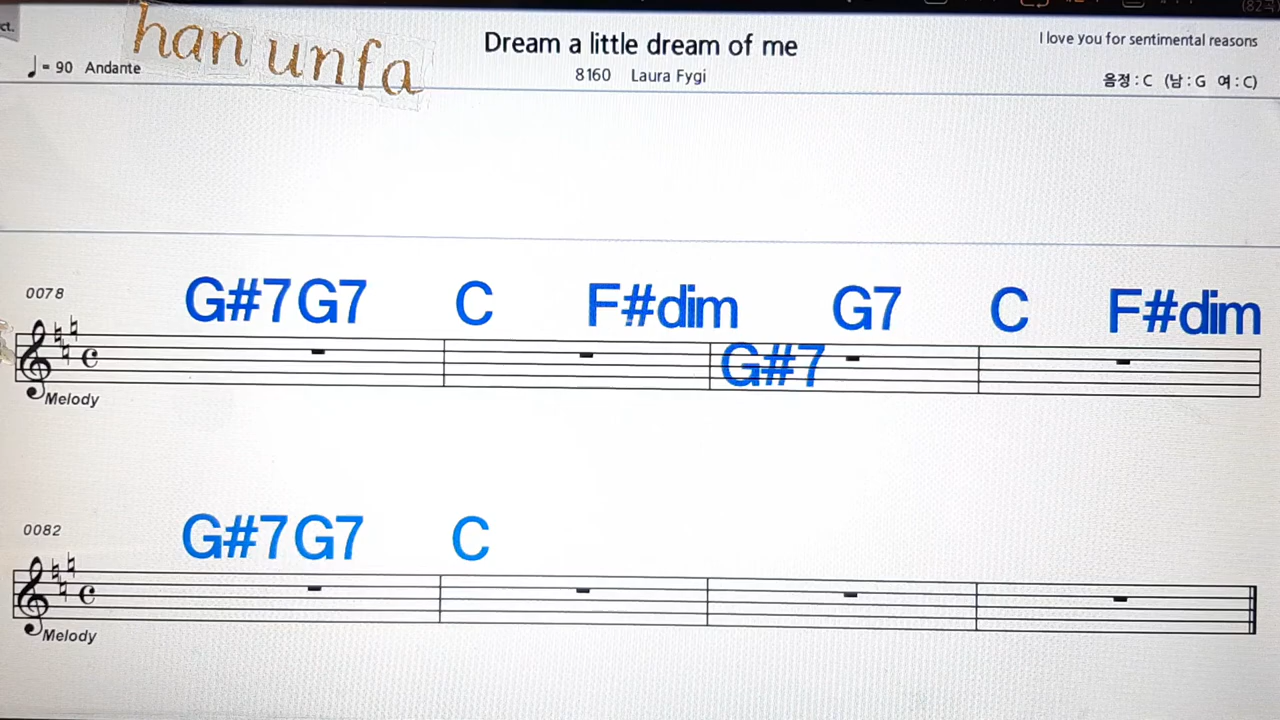 ct.
han unfa
Dream a little dream of me
I love you for sentimental reasons
= 90 Andante
8160 Laura Fygi
음정 : C (남 : G 여 : C)
0078
G#7 G7 C F#dim G7 C F#dim
G#7
Melody
0082
G#7 G7 C
Melody